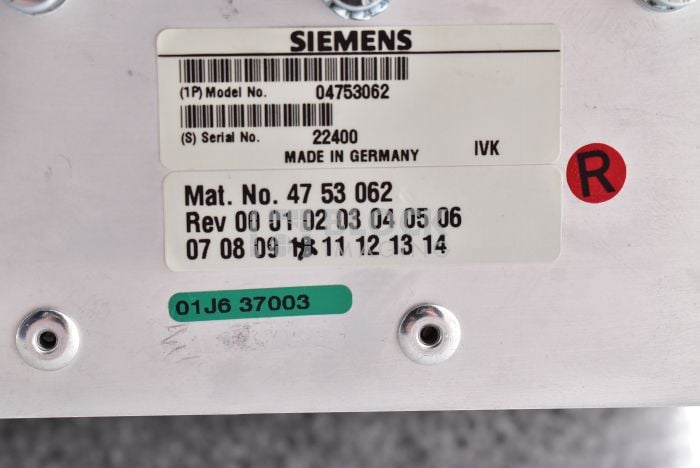 SIEMENS
(1P) Model No. 04753062
(S) Serial No. 22400
MADE IN GERMANY IVK
R
Mat. No. 47 53 062
Rev 00 01 02 03 04 05 06
07 08 09 10 11 12 13 14
01J6 37003